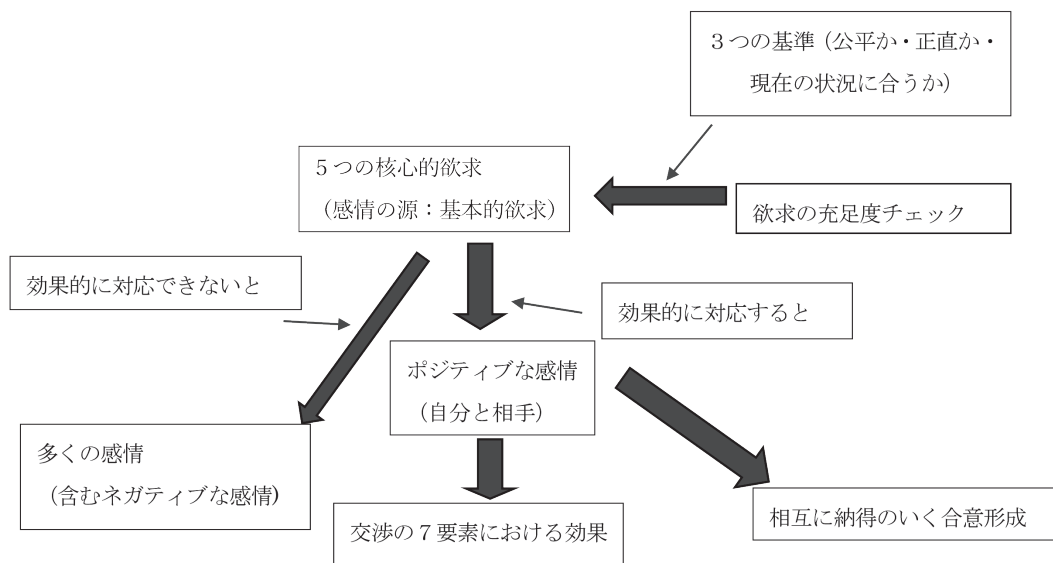 ３つの基準（公平か・正直か・
現在の状況に合うか）
５つの核心的欲求
（感情の源：基本的欲求）
欲求の充足度チェック
効果的に対応できないと
効果的に対応すると
ポジティブな感情
（自分と相手）
多くの感情
（含むネガティブな感情)
交渉の７要素における効果
相互に納得のいく合意形成